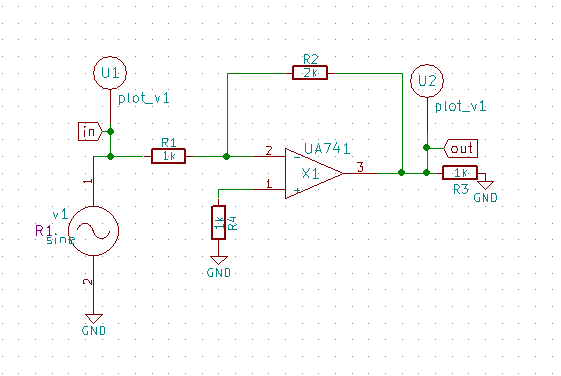 U1
plot_v1
in
R1
1k
R2
2k
U2
plot_v1
out
UA741
X1
2
1
3
-
+
1k
R3
GND
1k
R4
GND
1
v1
R1.
sine
2
GND